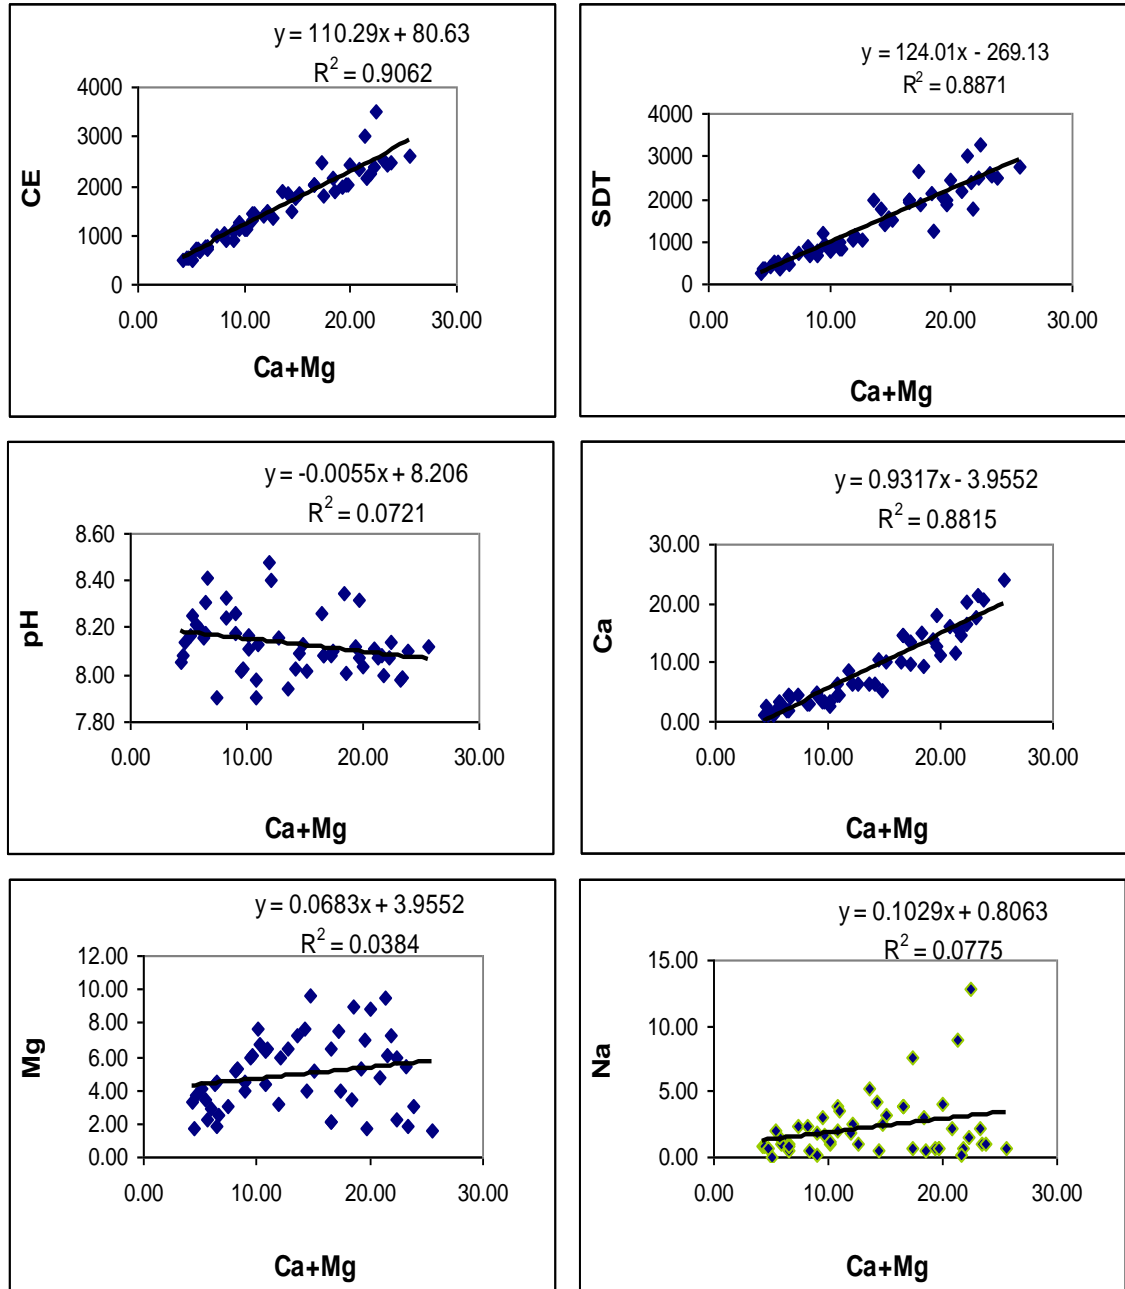 y = 110.29x + 80.63
R² = 0.9062
4000
3000
2000
1000
0
CE
0.00 10.00 20.00 30.00
Ca+Mg
y = 124.01x - 269.13
R² = 0.8871
4000
3000
2000
1000
0
SDT
0.00 10.00 20.00 30.00
Ca+Mg
y = -0.0055x + 8.206
R² = 0.0721
8.60
8.40
8.20
8.00
7.80
pH
0.00 10.00 20.00 30.00
Ca+Mg
y = 0.9317x - 3.9552
R² = 0.8815
30.00
20.00
10.00
0.00
Ca
0.00 10.00 20.00 30.00
Ca+Mg
y = 0.0683x + 3.9552
R² = 0.0384
12.00
10.00
8.00
6.00
4.00
2.00
0.00
Mg
0.00 10.00 20.00 30.00
Ca+Mg
y = 0.1029x + 0.8063
R² = 0.0775
15.00
10.00
5.00
0.00
Na
0.00 10.00 20.00 30.00
Ca+Mg